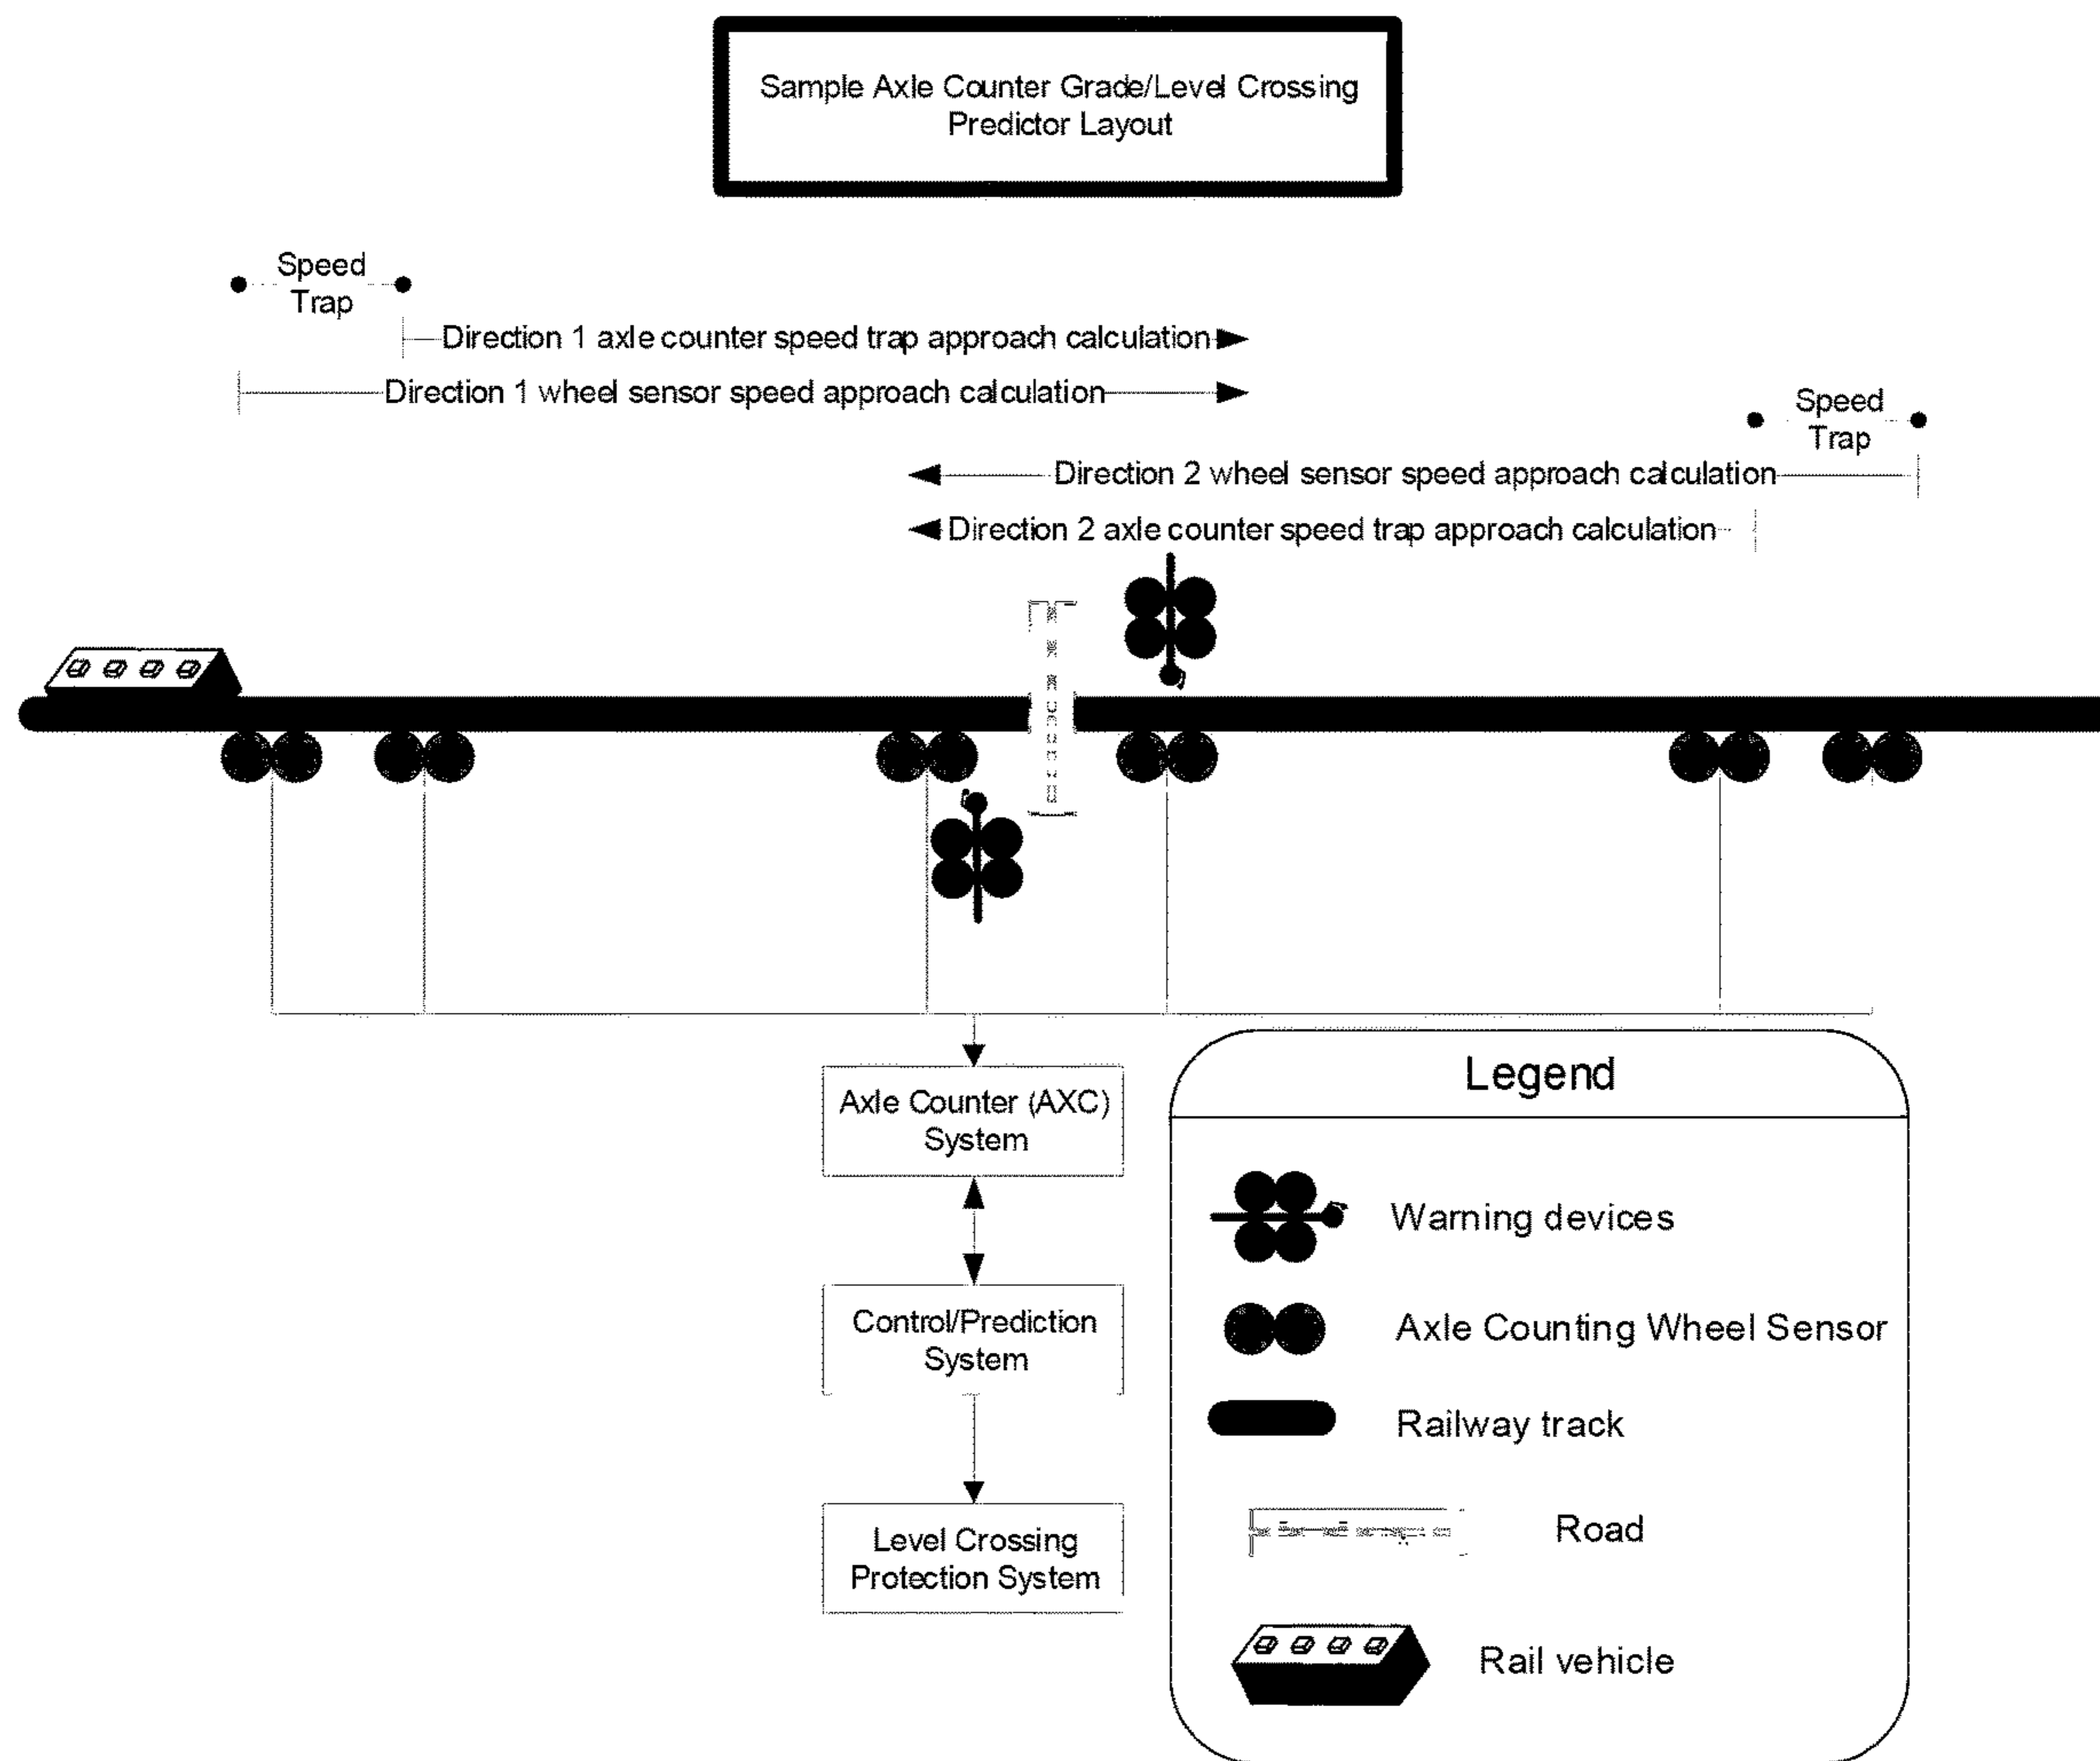 Sample Axle Counter Grade/Level Crossing
Predictor Layout
Speed
Trap
Direction 1 axle counter speed trap approach calculation
Direction 1 wheel sensor speed approach calculation
Speed
Trap
Direction 2 wheel sensor speed approach calculation
Direction 2 axle counter speed trap approach calculation
Axle Counter (AXC)
System
Control/Prediction
System
Level Crossing
Protection System
Legend
Warning devices
Axle Counting Wheel Sensor
Railway track
Road
Rail vehicle